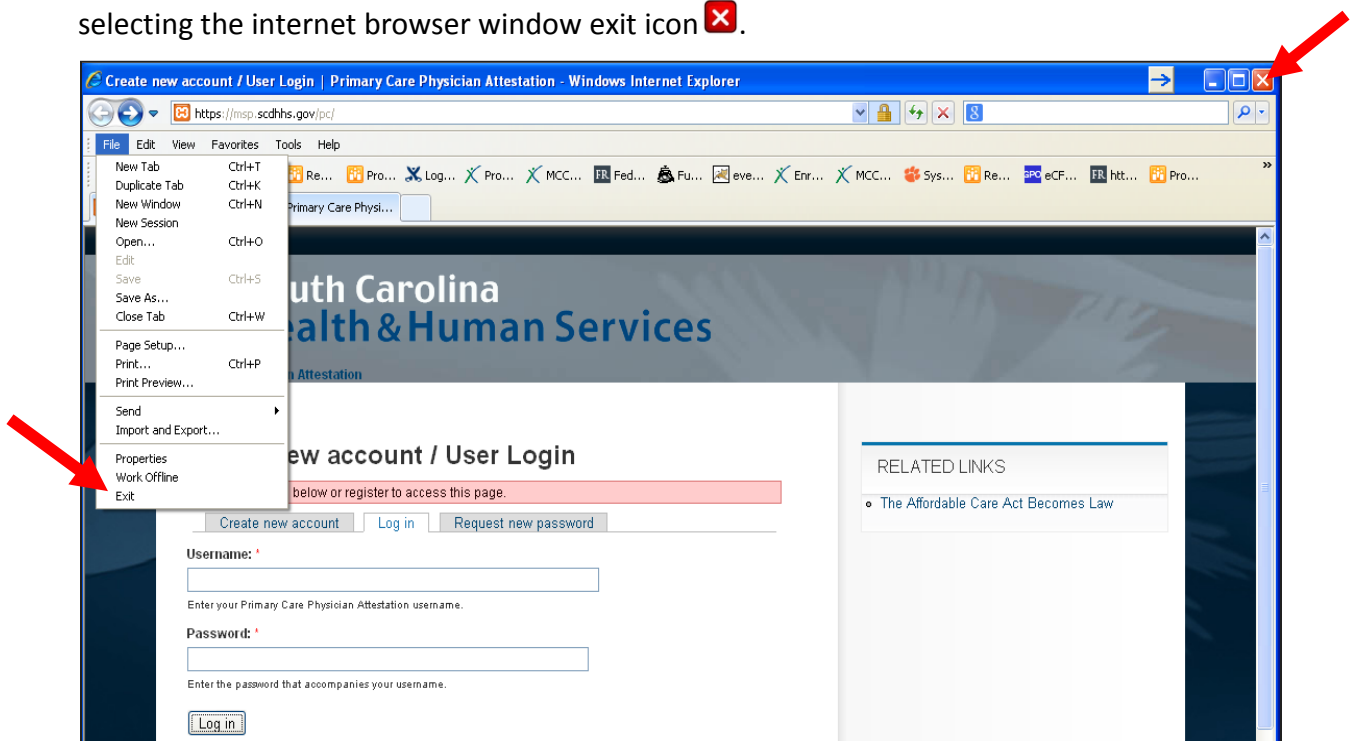 selecting the internet browser window exit icon .
Create new account / User Login | Primary Care Physician Attestation - Windows Internet Explorer
https://msp.scdhhs.gov/pc/
File Edit View Favorites Tools Help
Re... Pro... Log... Pro... MCC... Fed... Fu... eve... Enr... MCC... Sys... Re... eCF... htt... Pro... »
Primary Care Physi...
New Tab Ctrl+T
Duplicate Tab Ctrl+K
New Window Ctrl+N
New Session
Open... Ctrl+O
Edit
Save Ctrl+S
Save As...
Close Tab Ctrl+W
Page Setup...
Print... Ctrl+P
Print Preview...
Send
Import and Export...
Properties
Work Offline
Exit
uth Carolina
ealth & Human Services
n Attestation
ew account / User Login
below or register to access this page.
Create new account Log in Request new password
Username: *
Enter your Primary Care Physician Attestation username.
Password: *
Enter the password that accompanies your username.
Log in
RELATED LINKS
The Affordable Care Act Becomes Law